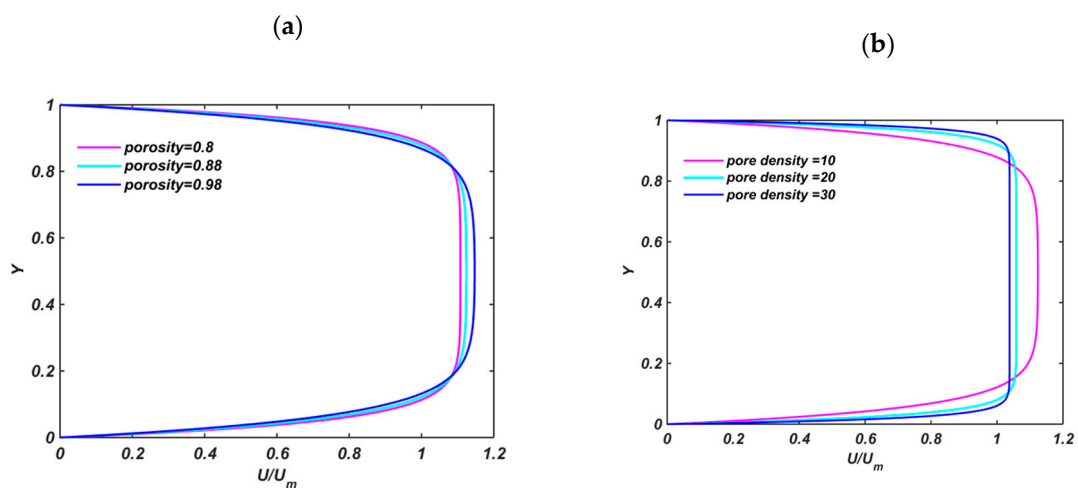 (a)
1
0.8
0.6
0.4
0.2
0
Y
porosity=0.8
porosity=0.88
porosity=0.98
0 0.2 0.4 0.6 0.8 1 1.2
U/Um
(b)
1
0.8
0.6
0.4
0.2
0
Y
pore density =10
pore density =20
pore density =30
0 0.2 0.4 0.6 0.8 1 1.2
U/Um